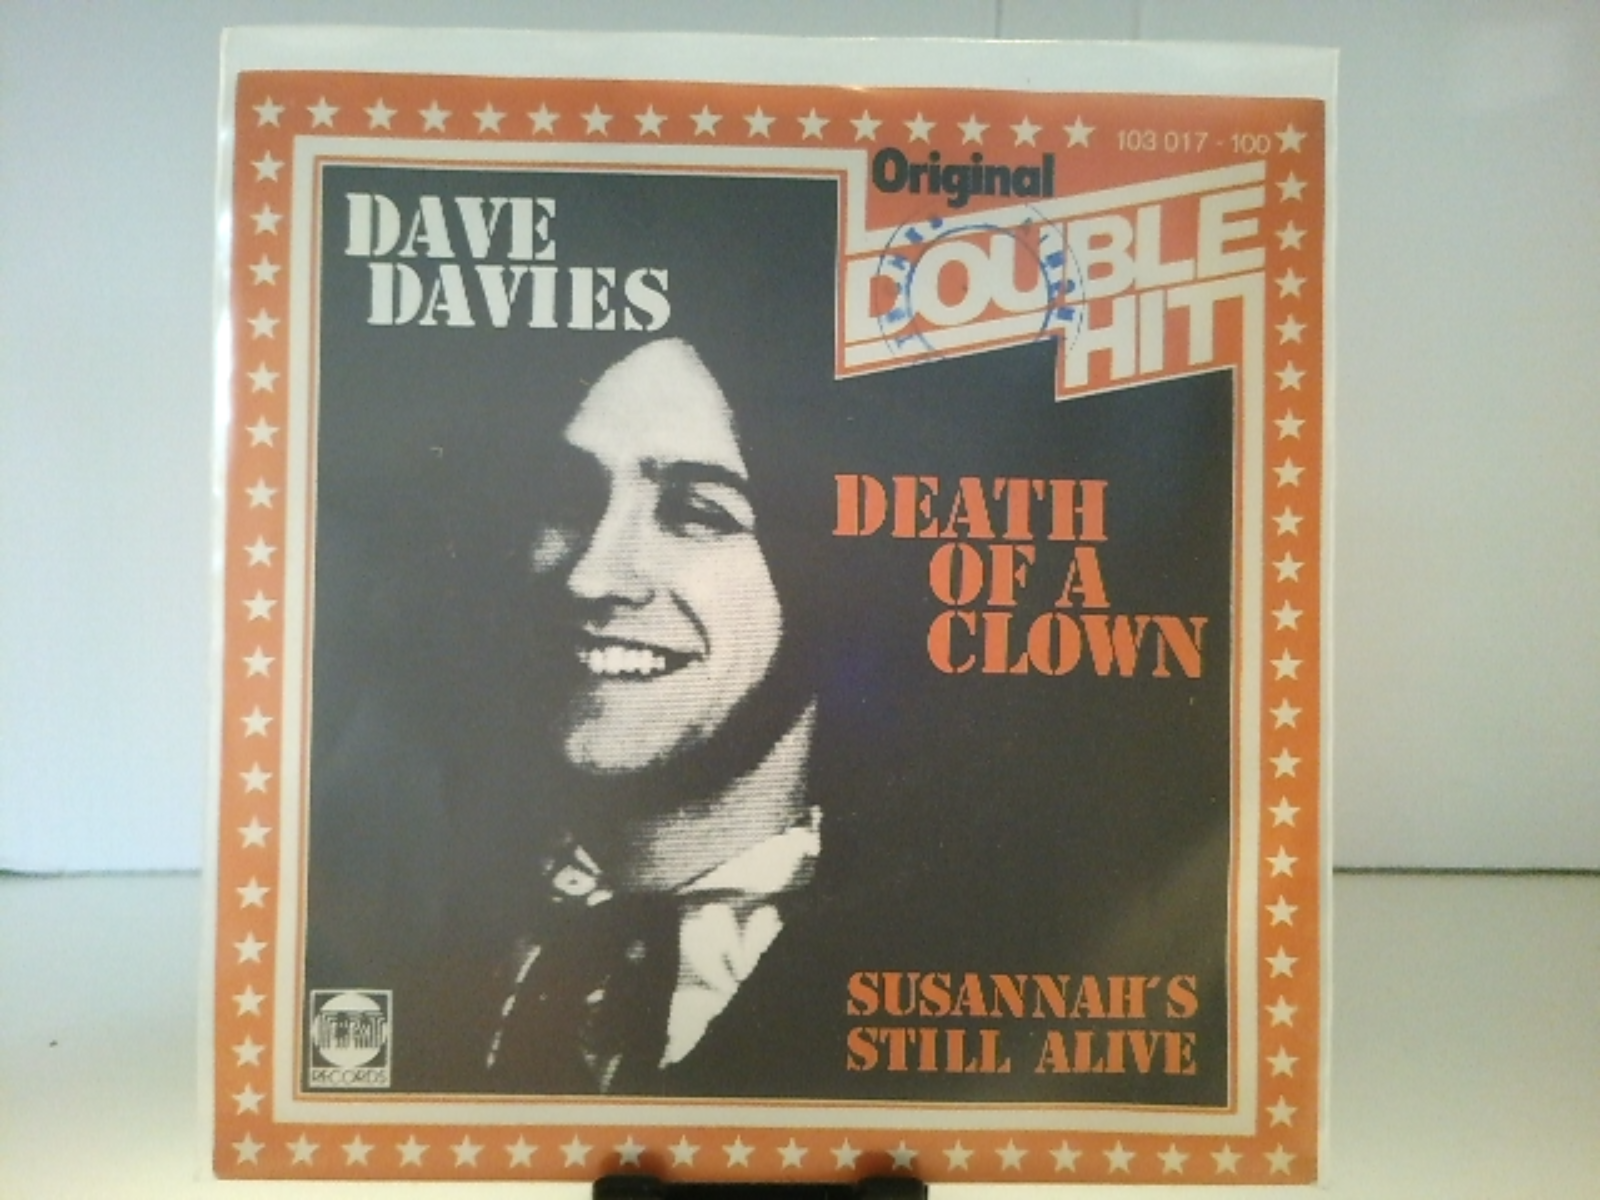 103 017 - 100
Original
DOUBLE
HIT
DAVE
DAVIES
DEATH
OF A
CLOWN
SUSANNAH´S
STILL ALIVE
RECORDS